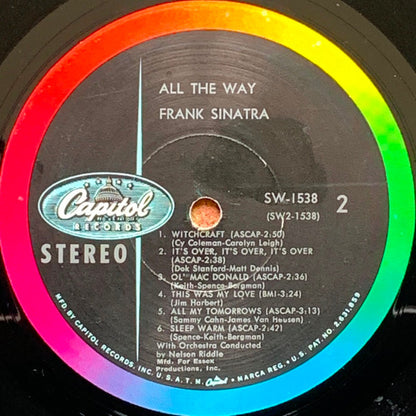 ALL THE WAY
FRANK SINATRA
Capitol
RECORDS
STEREO
SW-1538
(SW2-1538)
2
1. WITCHCRAFT (ASCAP-2:50)
(Cy Coleman-Carolyn Leigh)
2. IT'S OVER, IT'S OVER, IT'S OVER
(ASCAP-2:38)
(Dok Stanford-Matt Dennis)
3. OL' MAC DONALD (ASCAP-2:36)
(Keith-Spence-Bergman)
4. THIS WAS MY LOVE (BMI-3:24)
(Jim Harbert)
5. ALL MY TOMORROWS (ASCAP-3:13)
(Sammy Cahn-James Van Heusen)
6. SLEEP WARM (ASCAP-2:42)
(Spence-Keith-Bergman)
With Orchestra Conducted
by Nelson Riddle
Mfd. For Essex
Productions, Inc.
MFD. BY CAPITOL RECORDS, INC. U.S.A. T.M. Capitol MARCA REG. U.S. PAT. NO. 2,631,859